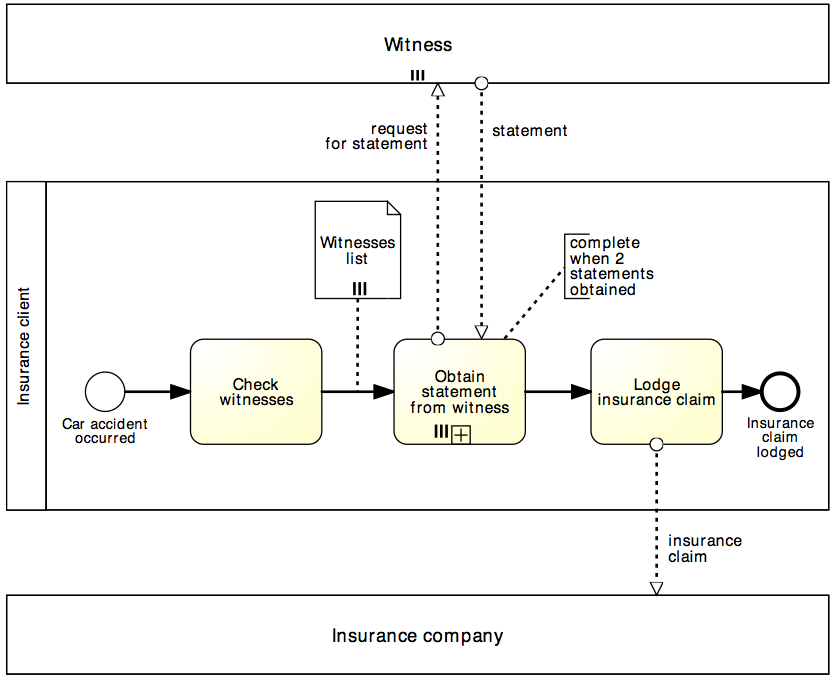 Witness
request
for statement
statement
Insurance client
Witnesses
list
complete
when 2
statements
obtained
Car accident
occurred
Check
witnesses
Obtain
statement
from witness
Lodge
insurance claim
Insurance
claim
lodged
insurance
claim
Insurance company